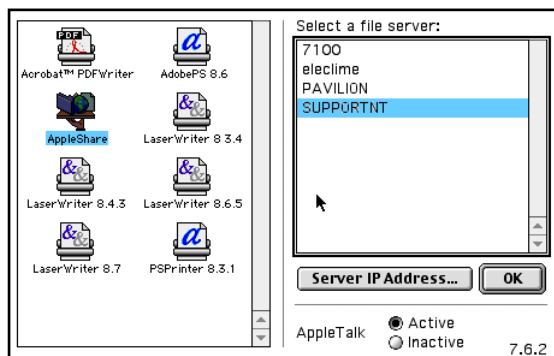 PDF
Acrobat™ PDFWriter
AdobePS 8.6
AppleShare
LaserWriter 8 3.4
LaserWriter 8.4.3
LaserWriter 8.6.5
LaserWriter 8.7
PSPrinter 8.3.1
Select a file server:
7100
eleclime
PAVILION
SUPPORTNT
Server IP Address...
OK
AppleTalk
Active
Inactive
7.6.2